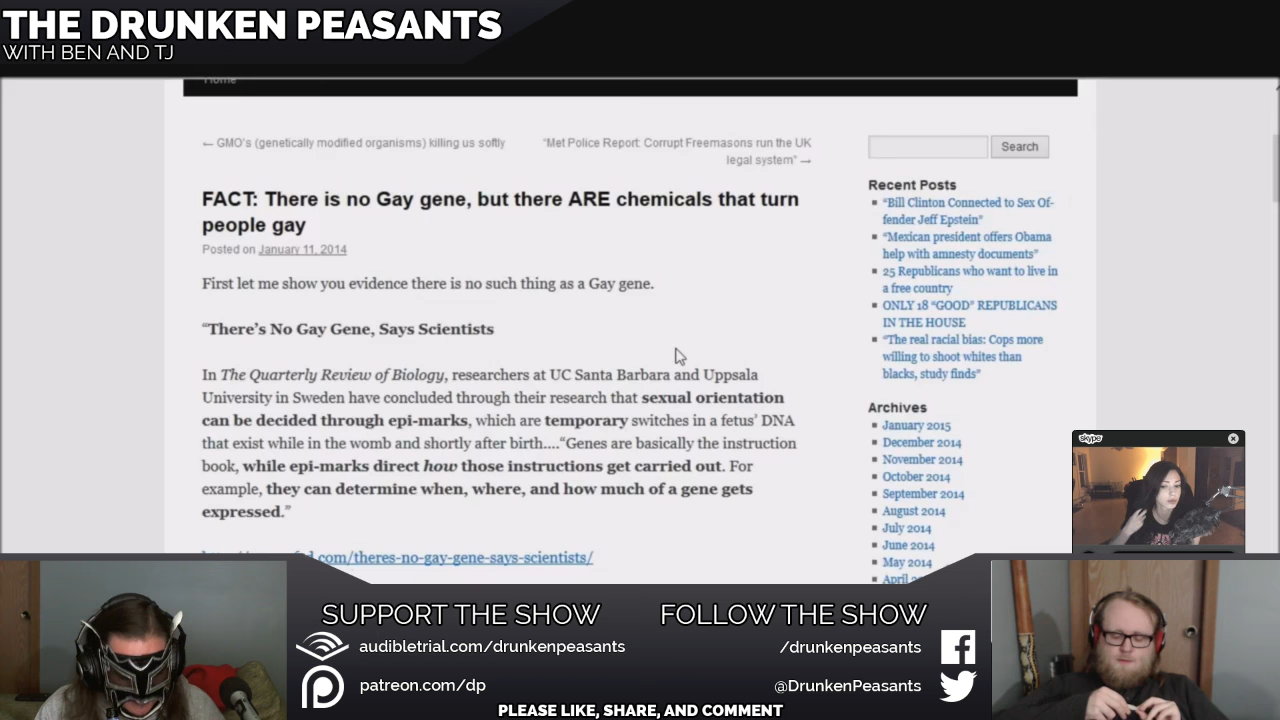 THE DRUNKEN PEASANTS
WITH BEN AND TJ
Home
← GMO's (genetically modified organisms) killing us softly
"Met Police Report: Corrupt Freemasons run the UK
legal system" →
FACT: There is no Gay gene, but there ARE chemicals that turn
people gay
Posted on January 11, 2014
First let me show you evidence there is no such thing as a Gay gene.
"There's No Gay Gene, Says Scientists
In The Quarterly Review of Biology, researchers at UC Santa Barbara and Uppsala
University in Sweden have concluded through their research that sexual orientation
can be decided through epi-marks, which are temporary switches in a fetus' DNA
that exist while in the womb and shortly after birth...."Genes are basically the instruction
book, while epi-marks direct how those instructions get carried out. For
example, they can determine when, where, and how much of a gene gets
expressed."
.com/theres-no-gay-gene-says-scientists/
Search
Recent Posts
"Bill Clinton Connected to Sex Of-
fender Jeff Epstein"
"Mexican president offers Obama
help with amnesty documents"
25 Republicans who want to live in
a free country
ONLY 18 "GOOD" REPUBLICANS
IN THE HOUSE
"The real racial bias: Cops more
willing to shoot whites than
blacks, study finds"
Archives
January 2015
December 2014
November 2014
October 2014
September 2014
August 2014
July 2014
June 2014
May 2014
April
skype
SUPPORT THE SHOW
audibletrial.com/drunkenpeasants
patreon.com/dp
FOLLOW THE SHOW
/drunkenpeasants
@DrunkenPeasants
PLEASE LIKE, SHARE, AND COMMENT